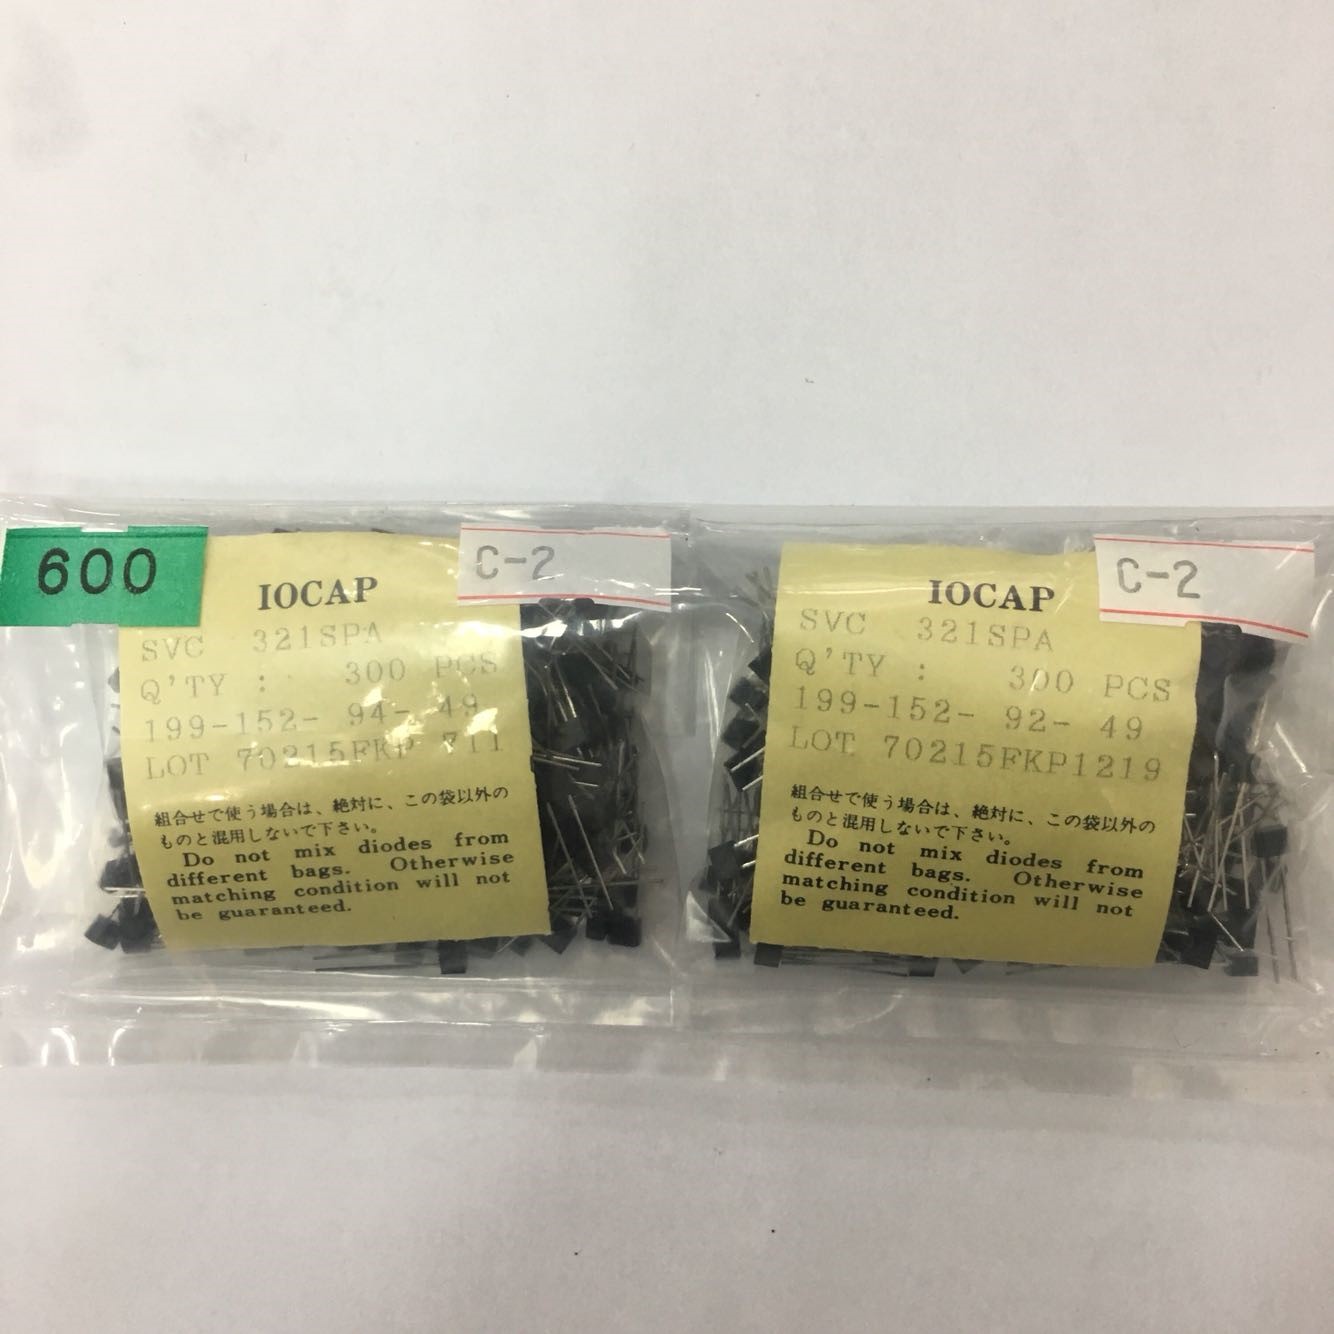 600
C-2
IOCAP
SVC 321SPA
Q'TY : 300 PCS
199-152- 94- 49
LOT 70215FKP 711
組合せで使う場合は、絶対に、この袋以外の
ものと混用しないで下さい。
Do not mix diodes from
different bags. Otherwise
matching condition will not
be guaranteed.
C-2
IOCAP
SVC 321SPA
Q'TY : 300 PCS
199-152- 92- 49
LOT 70215FKP1219
組合せで使う場合は、絶対に、この袋以外の
ものと混用しないで下さい。
Do not mix diodes from
different bags. Otherwise
matching condition will not
be guaranteed.